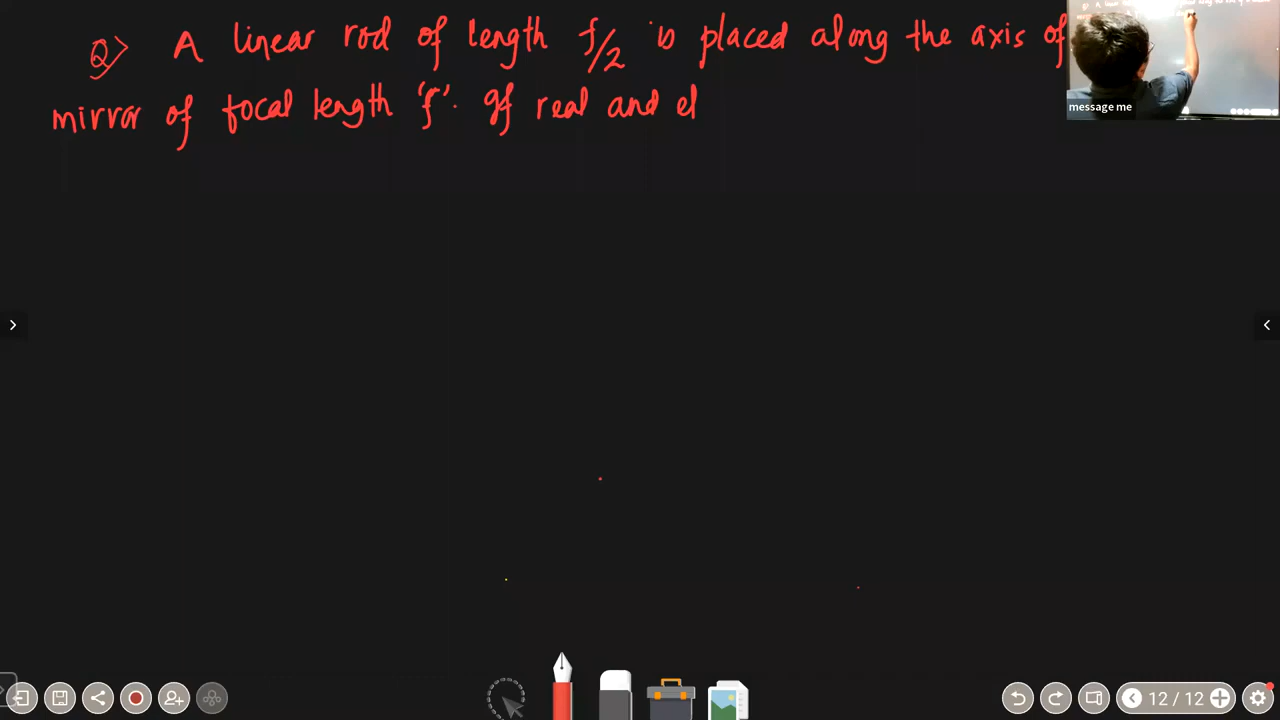 Q> A linear rod of length f/2 is placed along the axis of
mirror of focal length 'f'. If real and el
message me
12 / 12